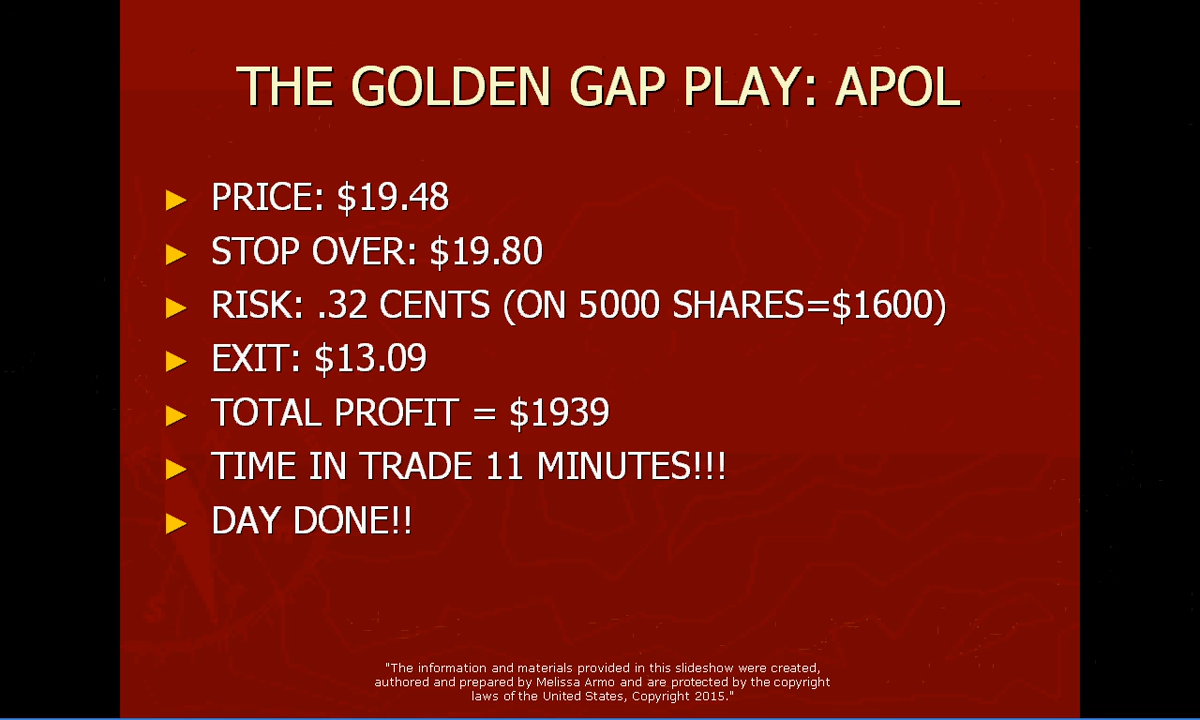 THE GOLDEN GAP PLAY: APOL
► PRICE: $19.48
► STOP OVER: $19.80
► RISK: .32 CENTS (ON 5000 SHARES=$1600)
► EXIT: $13.09
► TOTAL PROFIT = $1939
► TIME IN TRADE 11 MINUTES!!!
► DAY DONE!!
"The information and materials provided in this slideshow were created,
authored and prepared by Melissa Armo and are protected by the copyright
laws of the United States, Copyright 2015."